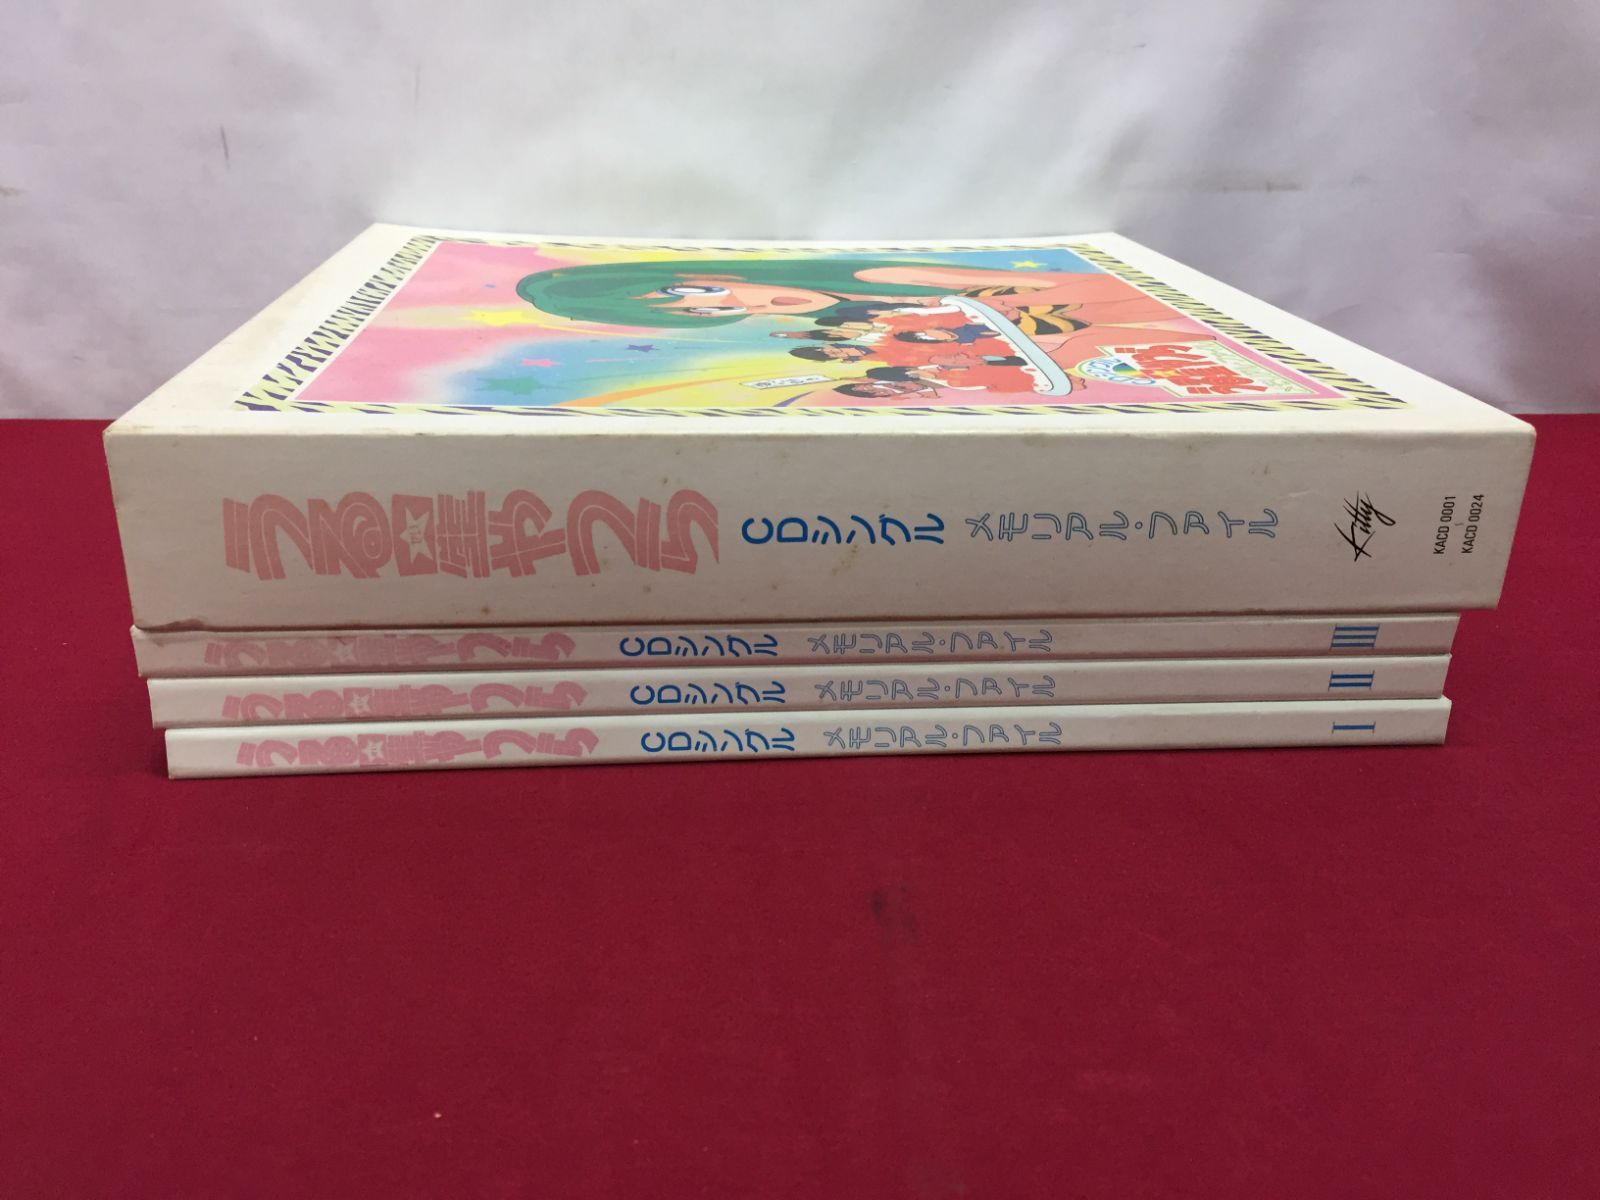 うる星やつら CDシングル メモリアル・ファイル
Kitty
KACD 0001
〜
KACD 0024
うる星やつら CDシングル メモリアル・ファイル III
うる星やつら CDシングル メモリアル・ファイル II
うる星やつら CDシングル メモリアル・ファイル I